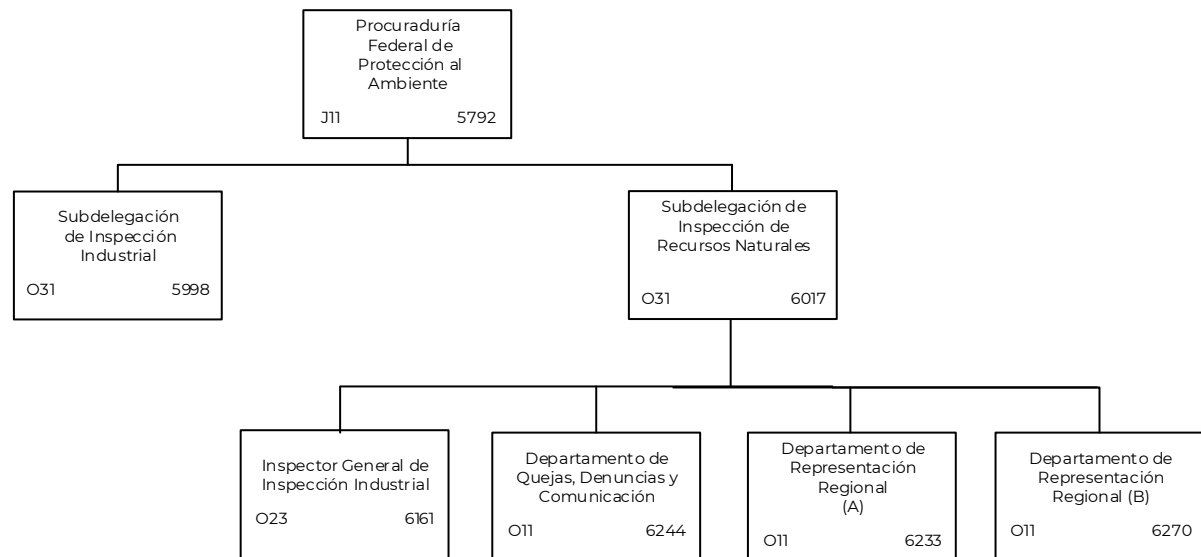 Procuraduría
Federal de
Protección al
Ambiente
J11 5792
Subdelegación
de Inspección
Industrial
O31 5998
Subdelegación de
Inspección de
Recursos Naturales
O31 6017
Inspector General de
Inspección Industrial
O23 6161
Departamento de
Quejas, Denuncias y
Comunicación
O11 6244
Departamento de
Representación
Regional
(A)
O11 6233
Departamento de
Representación
Regional (B)
O11 6270